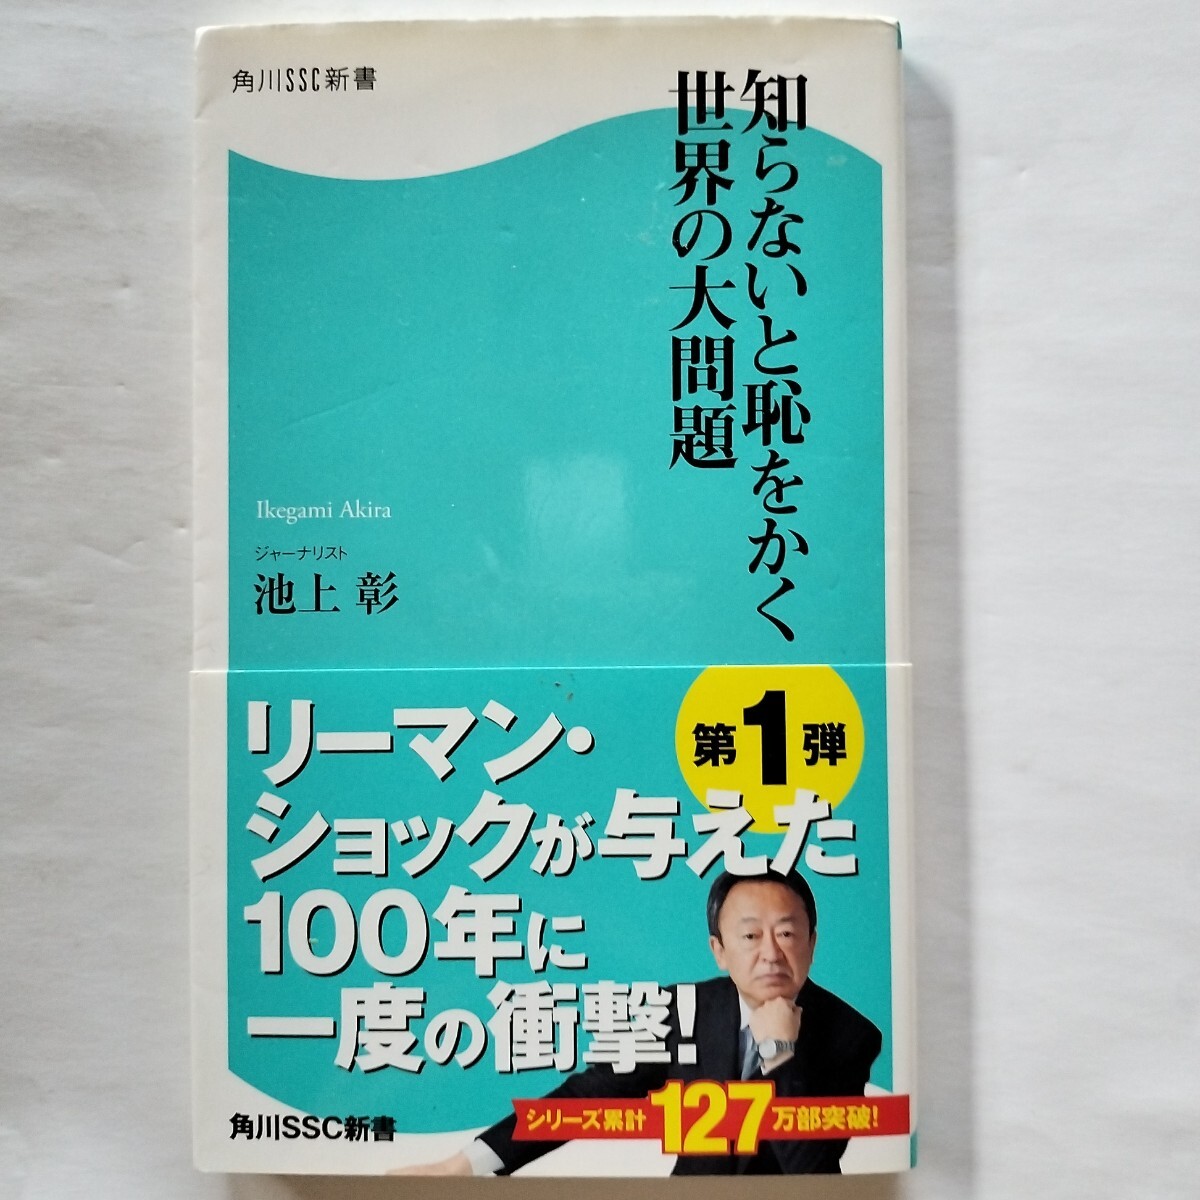 角川SSC新書
知らないと恥をかく
世界の大問題
Ikegami Akira
ジャーナリスト
池上 彰
第1弾
リーマン・
ショックが与えた
100年に
一度の衝撃!
シリーズ累計127万部突破!
角川SSC新書